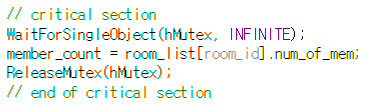 // critical section
WaitForSingleObject(hMutex, INFINITE);
member_count = room_list[room_id].num_of_mem;
ReleaseMutex(hMutex);
// end of critical section